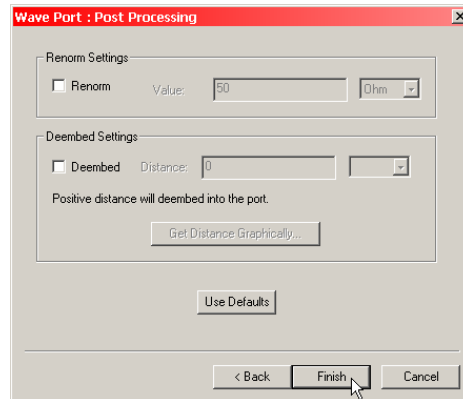 Wave Port : Post Processing
Renorm Settings
Renorm Value: 50 Ohm
Deembed Settings
Deembed Distance: 0
Positive distance will deembed into the port.
Get Distance Graphically...
Use Defaults
< Back Finish Cancel